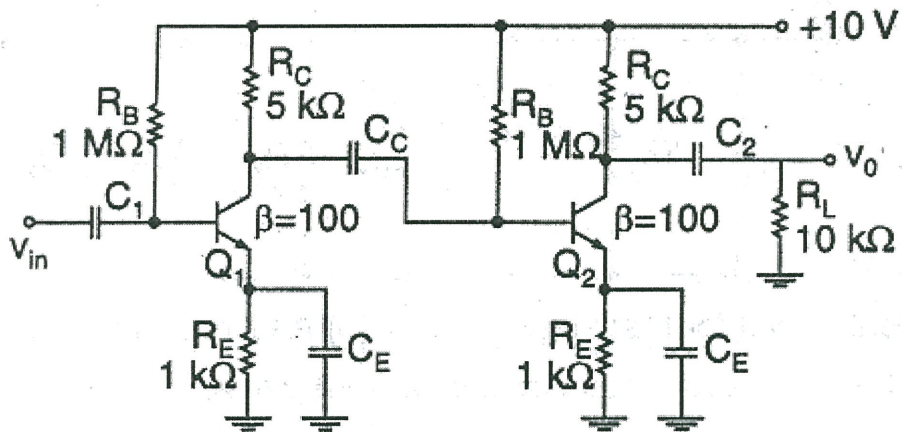 +10 V
R_C
5 kΩ
R_B
1 MΩ
C_C
R_B
1 MΩ
R_C
5 kΩ
C_2
v_0
C_1
v_in
β=100
Q_1
β=100
Q_2
R_L
10 kΩ
R_E
1 kΩ
C_E
R_E
1 kΩ
C_E